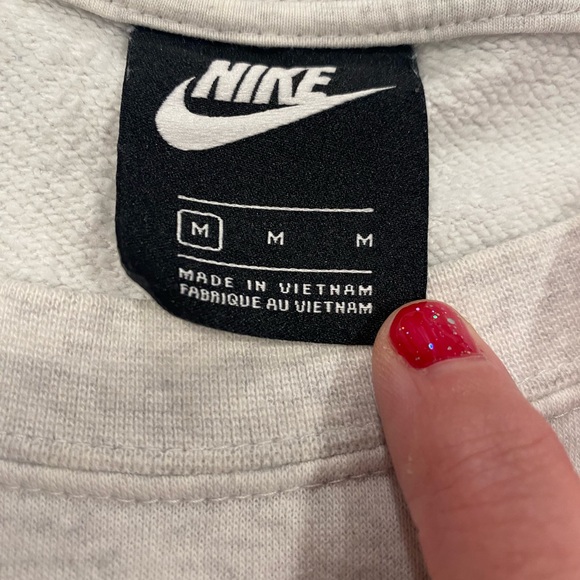 NIKE
M M M
MADE IN VIETNAM
FABRIQUE AU VIETNAM